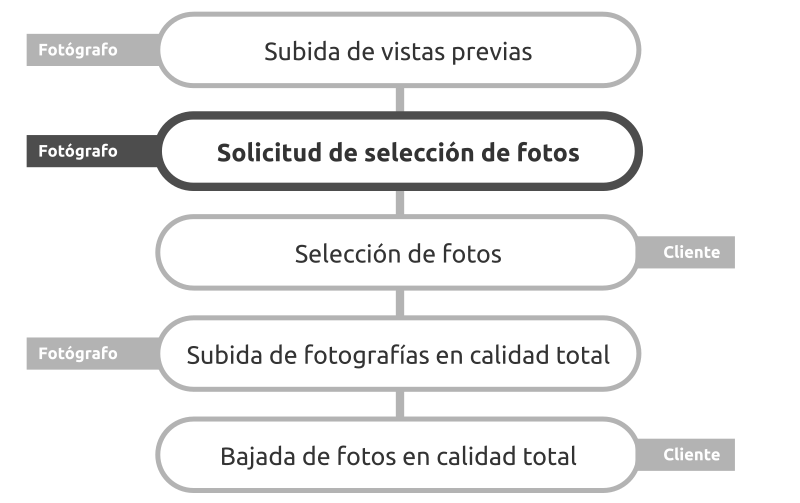 Fotógrafo
Subida de vistas previas
Fotógrafo
Solicitud de selección de fotos
Selección de fotos
Cliente
Fotógrafo
Subida de fotografías en calidad total
Bajada de fotos en calidad total
Cliente